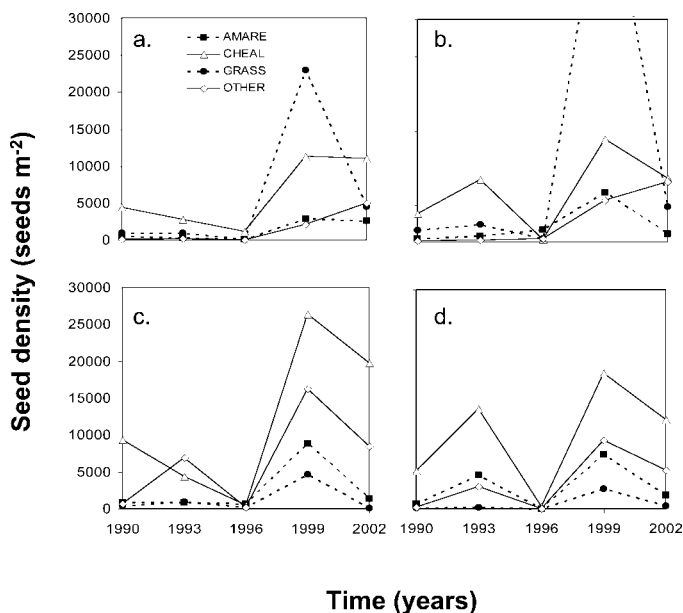 30000
25000
20000
15000
10000
5000
0
a.
AMARE
CHEAL
GRASS
OTHER
b.
Seed density (seeds m⁻²)
30000
25000
20000
15000
10000
5000
0
c.
d.
1990 1993 1996 1999 2002
1990 1993 1996 1999 2002
Time (years)